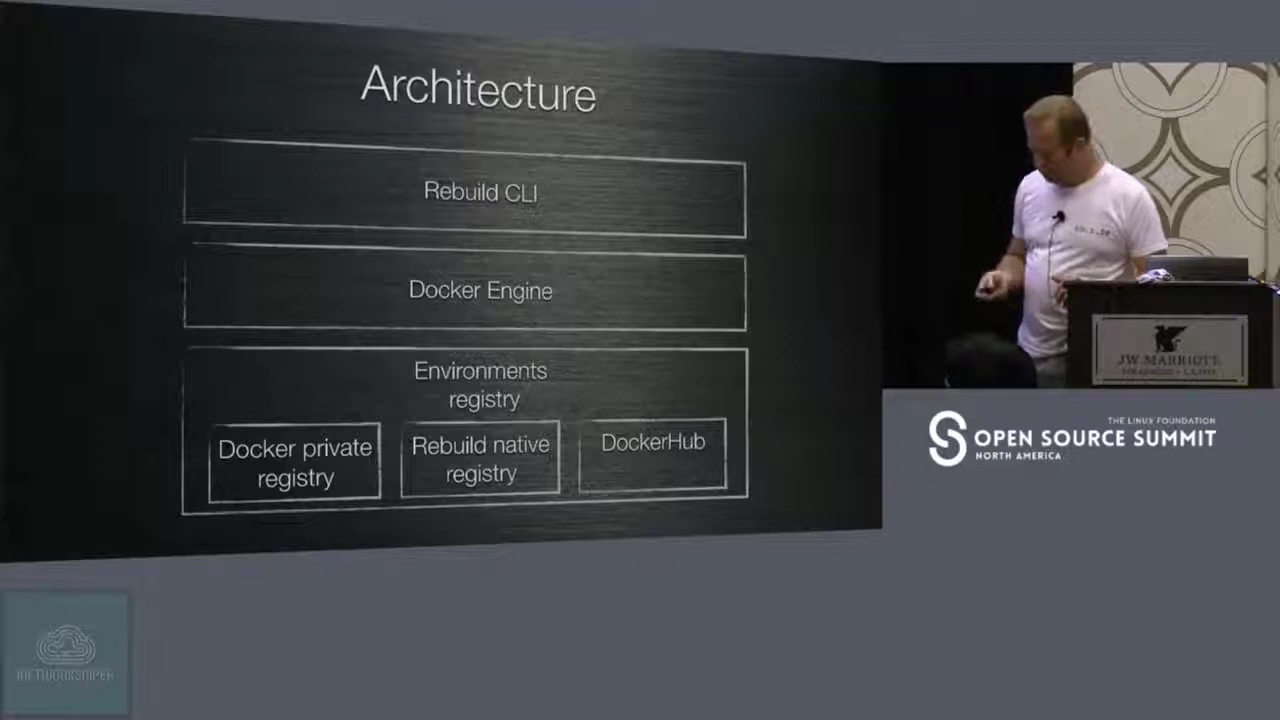 Architecture
Rebuild CLI
Docker Engine
Environments
registry
Docker private
registry
Rebuild native
registry
DockerHub
JW MARRIOTT
THE LINUX FOUNDATION
OPEN SOURCE SUMMIT
NORTH AMERICA